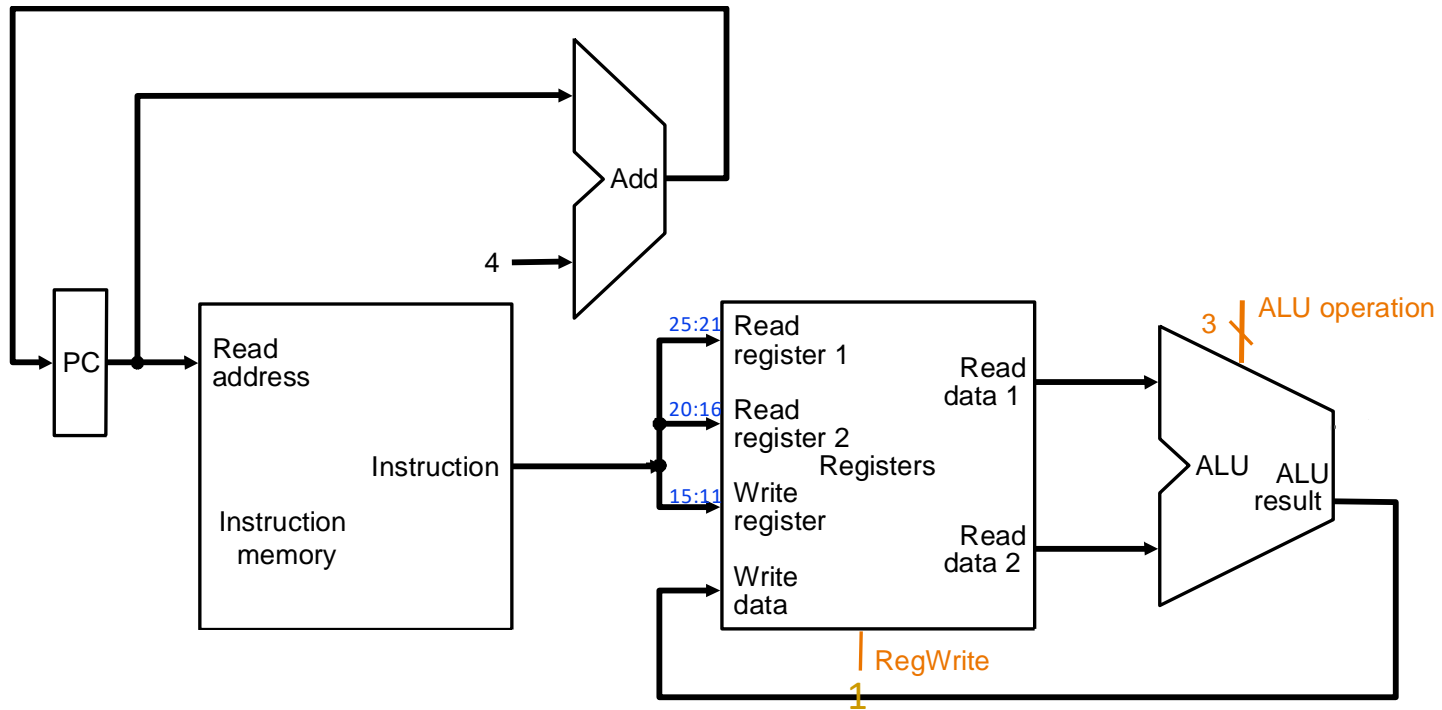 Add
4
PC
Read
address
Instruction
Instruction
memory
25:21
20:16
15:11
Read
register 1
Read
register 2
Registers
Write
register
Write
data
Read
data 1
Read
data 2
RegWrite
1
3
ALU operation
ALU
ALU
result